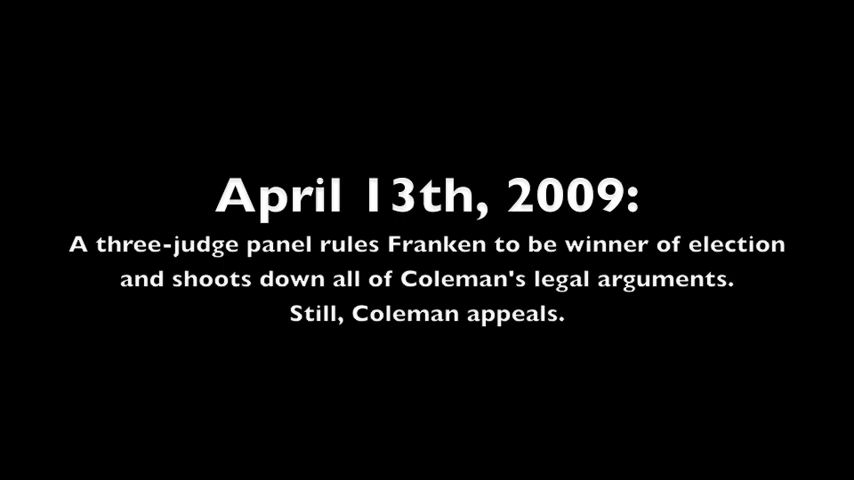 April 13th, 2009:
A three-judge panel rules Franken to be winner of election
and shoots down all of Coleman's legal arguments.
Still, Coleman appeals.